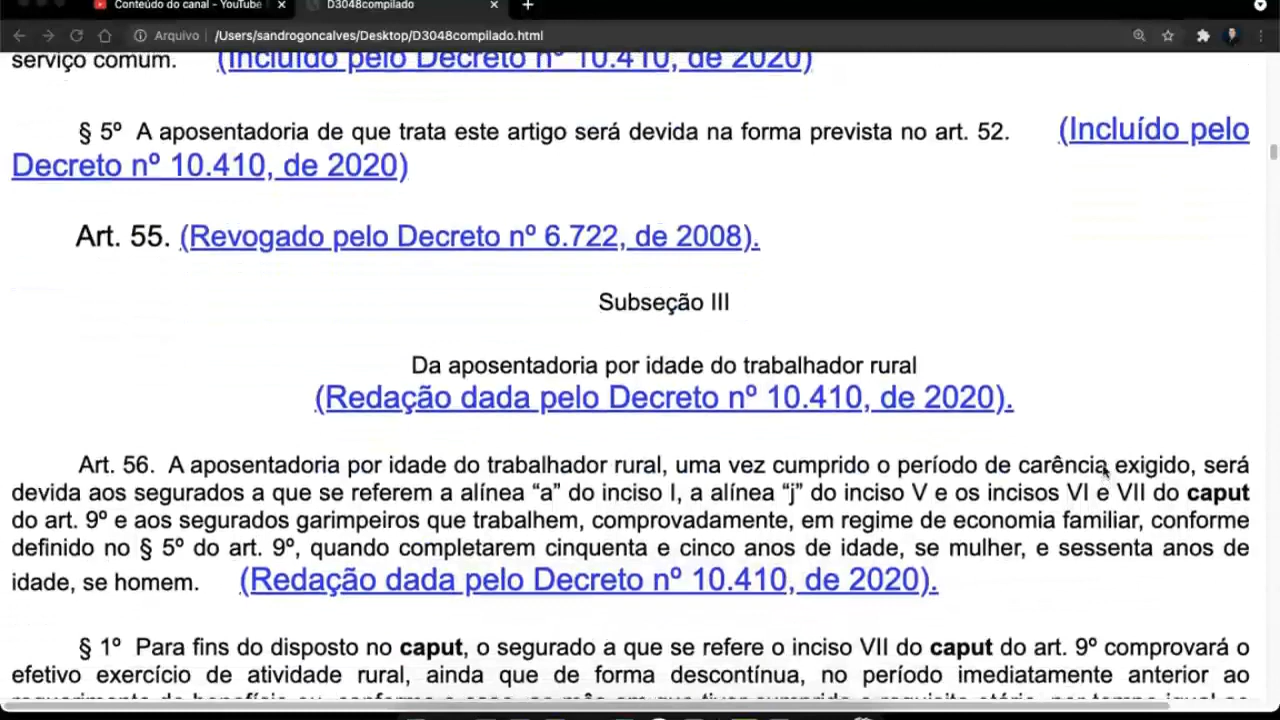 Conteúdo do canal - YouTube
D3048compilado
Arquivo /Users/sandrogoncalves/Desktop/D3048compilado.html
serviço comum. (Incluído pelo Decreto nº 10.410, de 2020)
§ 5º A aposentadoria de que trata este artigo será devida na forma prevista no art. 52. (Incluído pelo
Decreto nº 10.410, de 2020)
Art. 55. (Revogado pelo Decreto nº 6.722, de 2008).
Subseção III
Da aposentadoria por idade do trabalhador rural
(Redação dada pelo Decreto nº 10.410, de 2020).
Art. 56. A aposentadoria por idade do trabalhador rural, uma vez cumprido o período de carência exigido, será
devida aos segurados a que se referem a alínea “a” do inciso I, a alínea “j” do inciso V e os incisos VI e VII do caput
do art. 9º e aos segurados garimpeiros que trabalhem, comprovadamente, em regime de economia familiar, conforme
definido no § 5º do art. 9º, quando completarem cinquenta e cinco anos de idade, se mulher, e sessenta anos de
idade, se homem. (Redação dada pelo Decreto nº 10.410, de 2020).
§ 1º Para fins do disposto no caput, o segurado a que se refere o inciso VII do caput do art. 9º comprovará o
efetivo exercício de atividade rural, ainda que de forma descontínua, no período imediatamente anterior ao